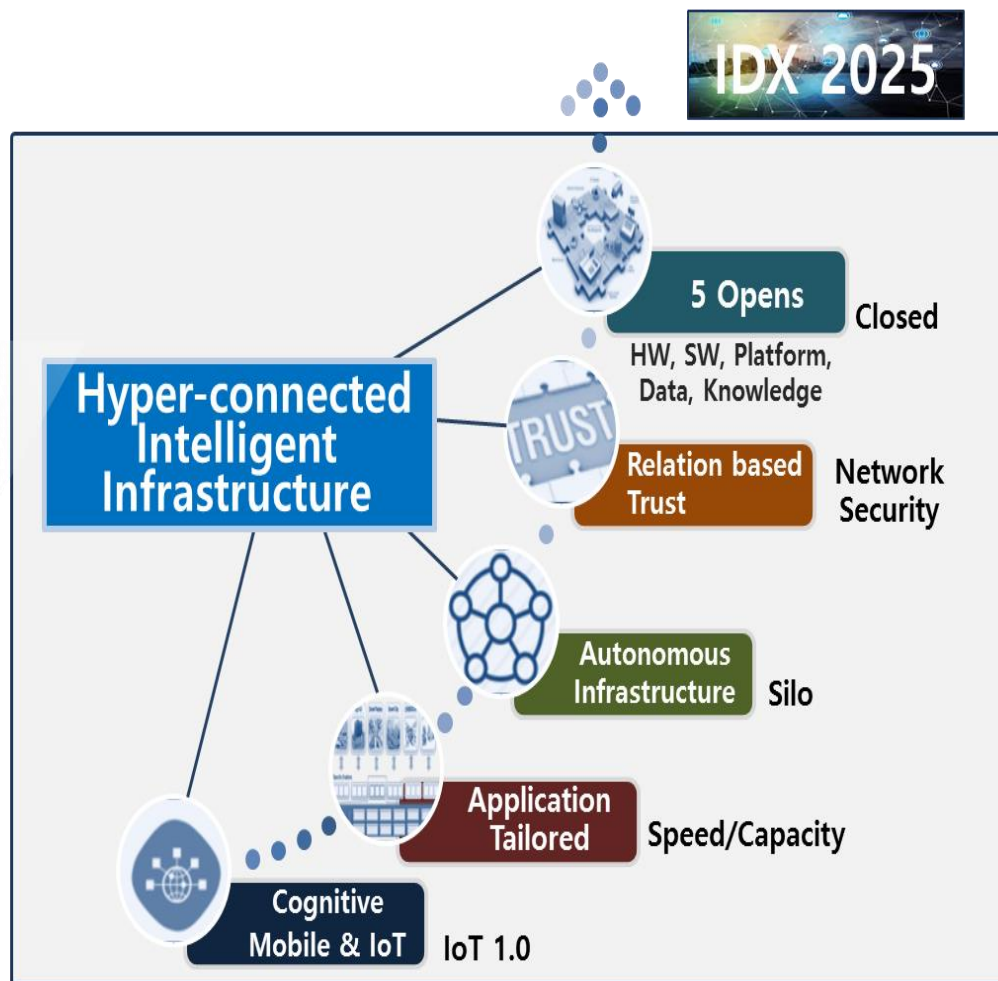 IDX 2025
5 Opens
Closed
HW, SW, Platform,
Data, Knowledge
Hyper-connected
Intelligent
Infrastructure
TRUST
Relation based
Trust
Network
Security
Autonomous
Infrastructure
Silo
Application
Tailored
Speed/Capacity
Cognitive
Mobile & IoT
IoT 1.0